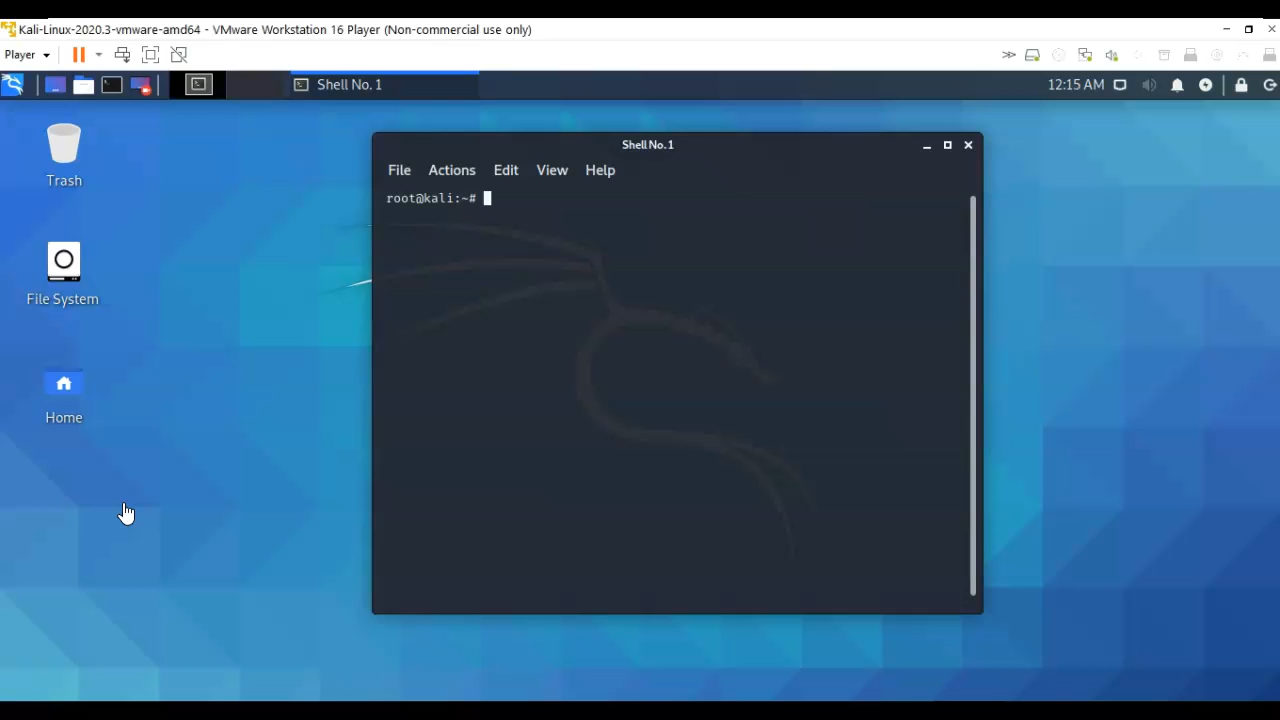 Kali-Linux-2020.3-vmware-amd64 - VMware Workstation 16 Player (Non-commercial use only)
Player
Shell No. 1
12:15 AM
Trash
File System
Home
Shell No. 1
File Actions Edit View Help
root@kali:~#